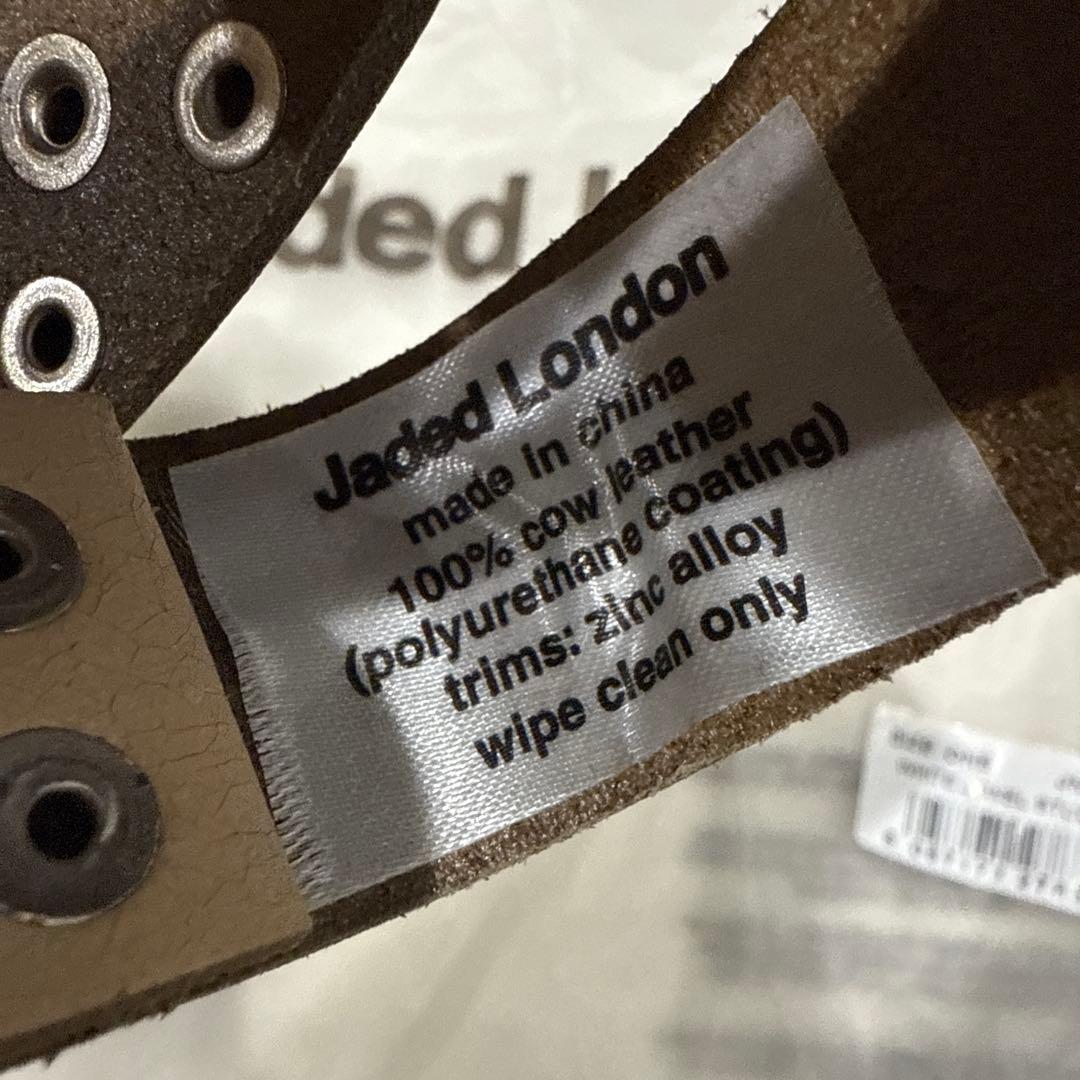 ded
Jaded London
made in china
100% cow leather
(polyurethane coating)
trims: zinc alloy
wipe clean only